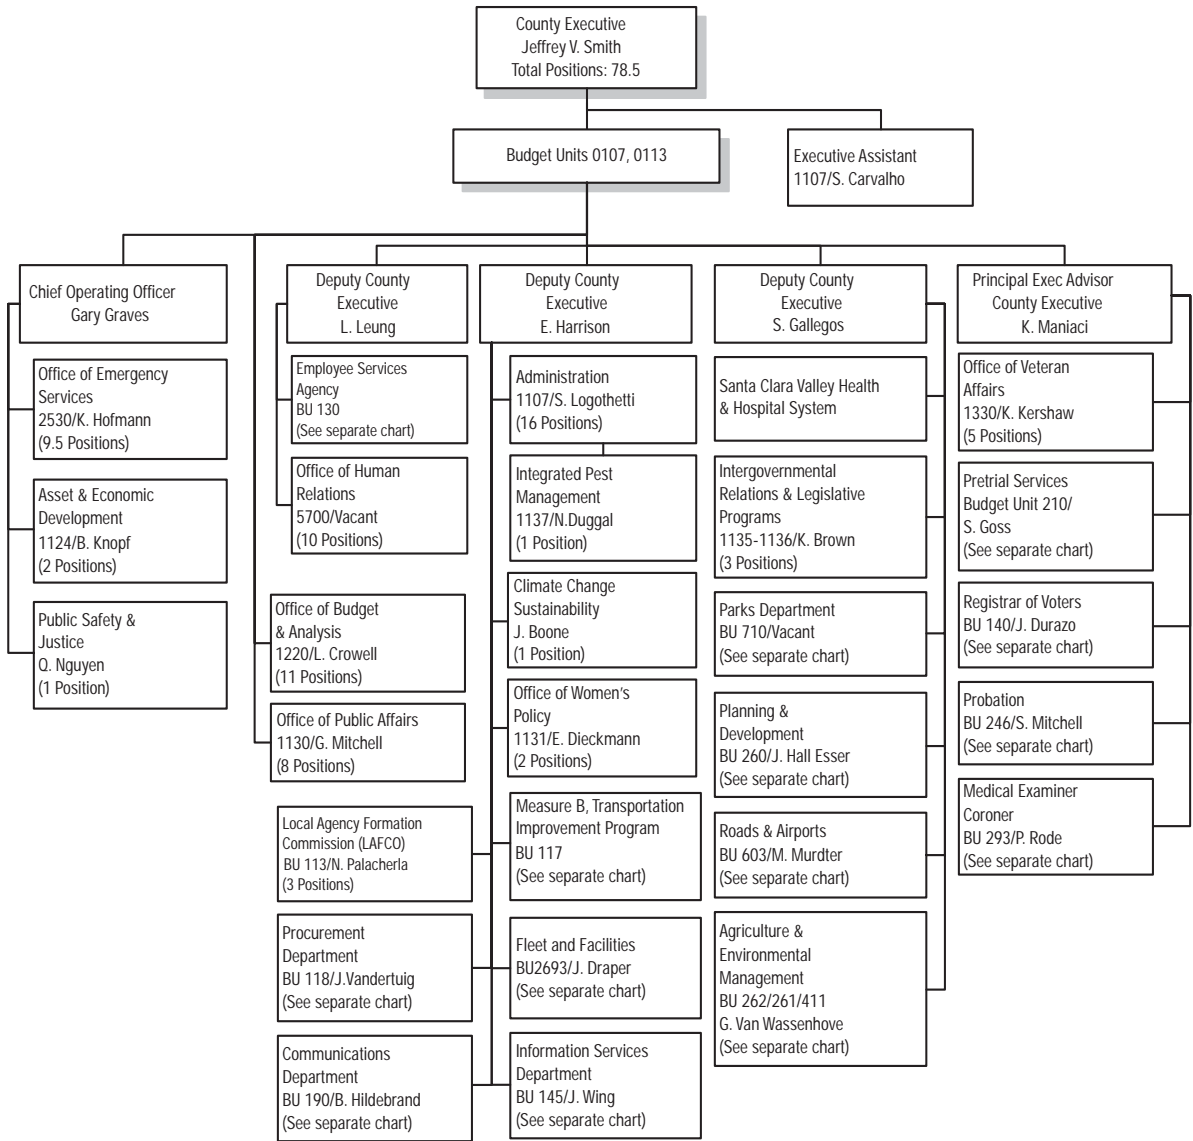 County Executive
Jeffrey V. Smith
Total Positions: 78.5
Budget Units 0107, 0113
Executive Assistant
1107/S. Carvalho
Chief Operating Officer
Gary Graves
Office of Emergency
Services
2530/K. Hofmann
(9.5 Positions)
Asset & Economic
Development
1124/B. Knopf
(2 Positions)
Public Safety &
Justice
Q. Nguyen
(1 Position)
Deputy County
Executive
L. Leung
Employee Services
Agency
BU 130
(See separate chart)
Office of Human
Relations
5700/Vacant
(10 Positions)
Office of Budget
& Analysis
1220/L. Crowell
(11 Positions)
Office of Public Affairs
1130/G. Mitchell
(8 Positions)
Local Agency Formation
Commission (LAFCO)
BU 113/N. Palacherla
(3 Positions)
Procurement
Department
BU 118/J.Vandertuig
(See separate chart)
Communications
Department
BU 190/B. Hildebrand
(See separate chart)
Deputy County
Executive
E. Harrison
Administration
1107/S. Logothetti
(16 Positions)
Integrated Pest
Management
1137/N.Duggal
(1 Position)
Climate Change
Sustainability
J. Boone
(1 Position)
Office of Women's
Policy
1131/E. Dieckmann
(2 Positions)
Measure B, Transportation
Improvement Program
BU 117
(See separate chart)
Fleet and Facilities
BU2693/J. Draper
(See separate chart)
Information Services
Department
BU 145/J. Wing
(See separate chart)
Deputy County
Executive
S. Gallegos
Santa Clara Valley Health
& Hospital System
Intergovernmental
Relations & Legislative
Programs
1135-1136/K. Brown
(3 Positions)
Parks Department
BU 710/Vacant
(See separate chart)
Planning &
Development
BU 260/J. Hall Esser
(See separate chart)
Roads & Airports
BU 603/M. Murdter
(See separate chart)
Agriculture &
Environmental
Management
BU 262/261/411
G. Van Wassenhove
(See separate chart)
Principal Exec Advisor
County Executive
K. Maniaci
Office of Veteran
Affairs
1330/K. Kershaw
(5 Positions)
Pretrial Services
Budget Unit 210/
S. Goss
(See separate chart)
Registrar of Voters
BU 140/J. Durazo
(See separate chart)
Probation
BU 246/S. Mitchell
(See separate chart)
Medical Examiner
Coroner
BU 293/P. Rode
(See separate chart)